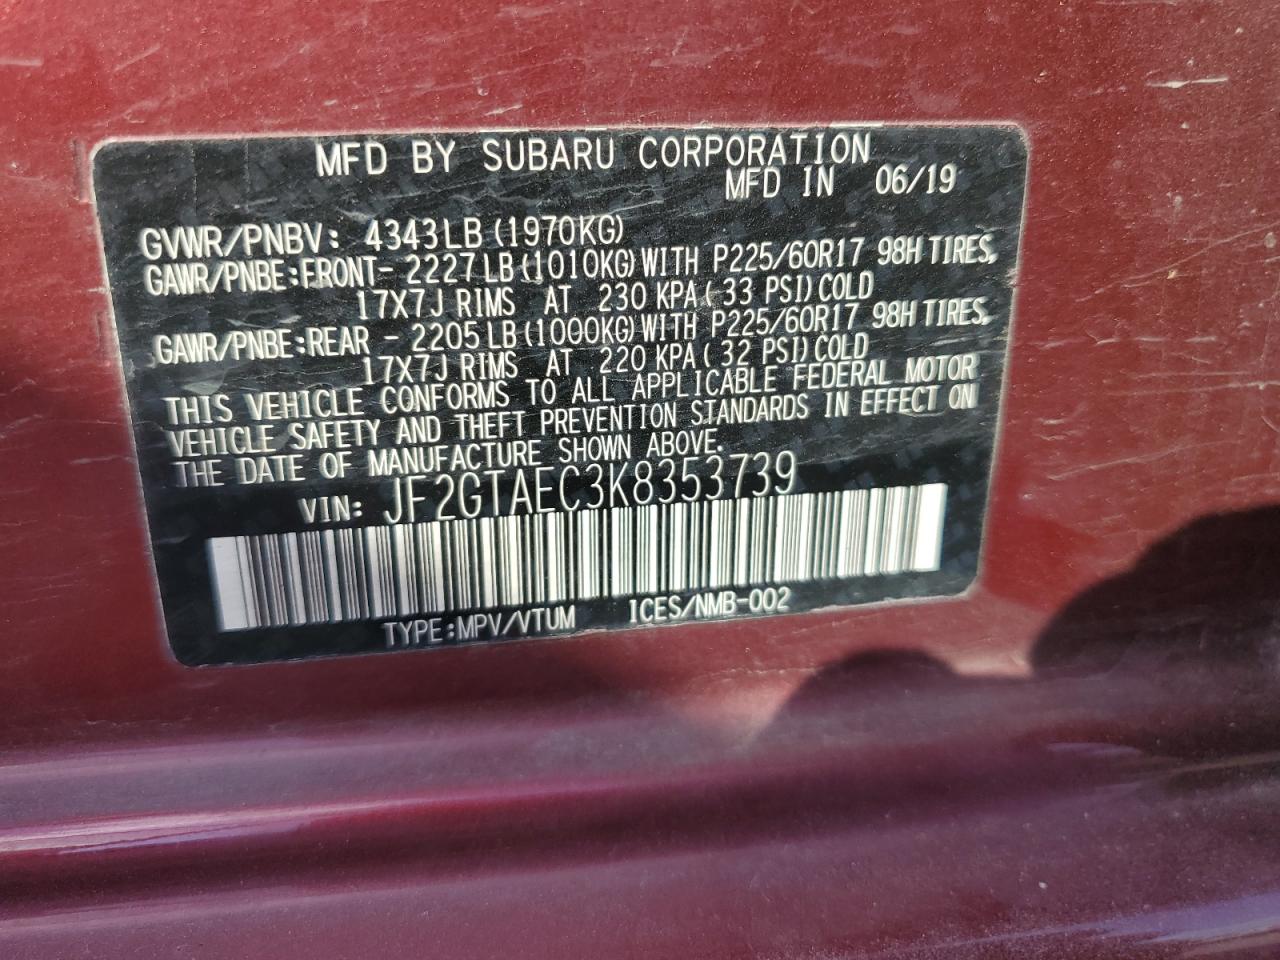 MFD BY SUBARU CORPORATION
MFD IN 06/19
GVWR/PNBV: 4343LB (1970KG)
GAWR/PNBE:FRONT- 2227LB(1010KG)WITH P225/60R17 98H TIRES,
17X7J RIMS AT 230 KPA( 33 PSI)COLD
GAWR/PNBE:REAR - 2205LB(1000KG)WITH P225/60R17 98H TIRES,
17X7J RIMS AT 220 KPA( 32 PSI)COLD
THIS VEHICLE CONFORMS TO ALL APPLICABLE FEDERAL MOTOR
VEHICLE SAFETY AND THEFT PREVENTION STANDARDS IN EFFECT ON
THE DATE OF MANUFACTURE SHOWN ABOVE.
VIN: JF2GTAEC3K8353739
TYPE:MPV/VTUM ICES/NMB-002